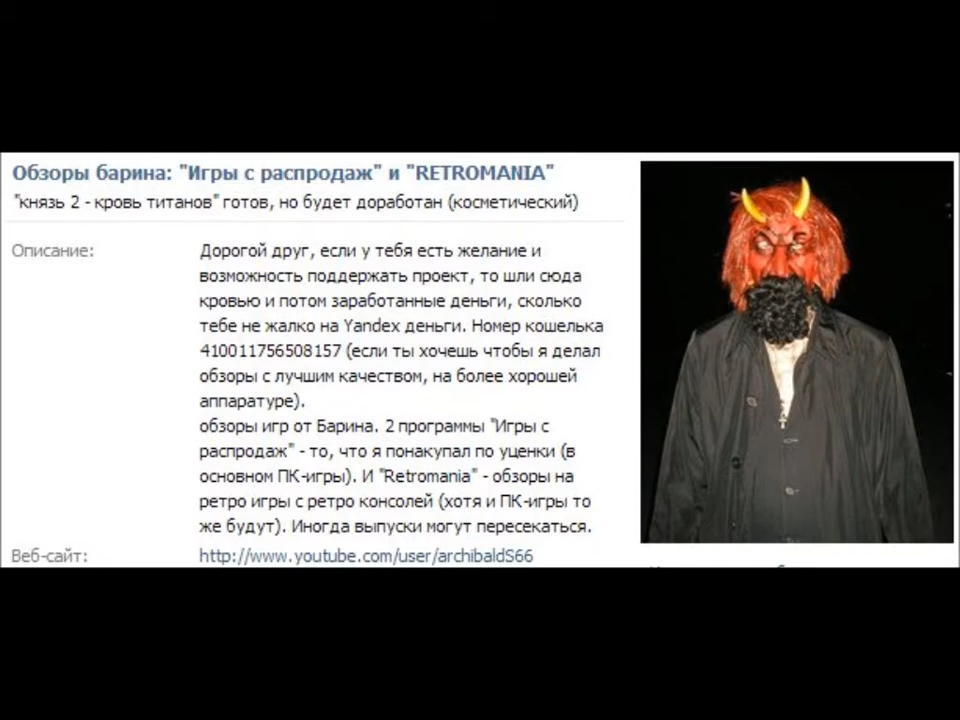 Обзоры барина: "Игры с распродаж" и "RETROMANIA"
"князь 2 - кровь титанов" готов, но будет доработан (косметический)
Описание:
Дорогой друг, если у тебя есть желание и
возможность поддержать проект, то шли сюда
кровью и потом заработанные деньги, сколько
тебе не жалко на Yandex деньги. Номер кошелька
410011756508157 (если ты хочешь чтобы я делал
обзоры с лучшим качеством, на более хорошей
аппаратуре).
обзоры игр от Барина. 2 программы "Игры с
распродаж" - то, что я понакупал по уценки (в
основном ПК-игры). И "Retromania" - обзоры на
ретро игры с ретро консолей (хотя и ПК-игры то
же будут). Иногда выпуски могут пересекаться.
Веб-сайт:
http://www.youtube.com/user/archibaldS66